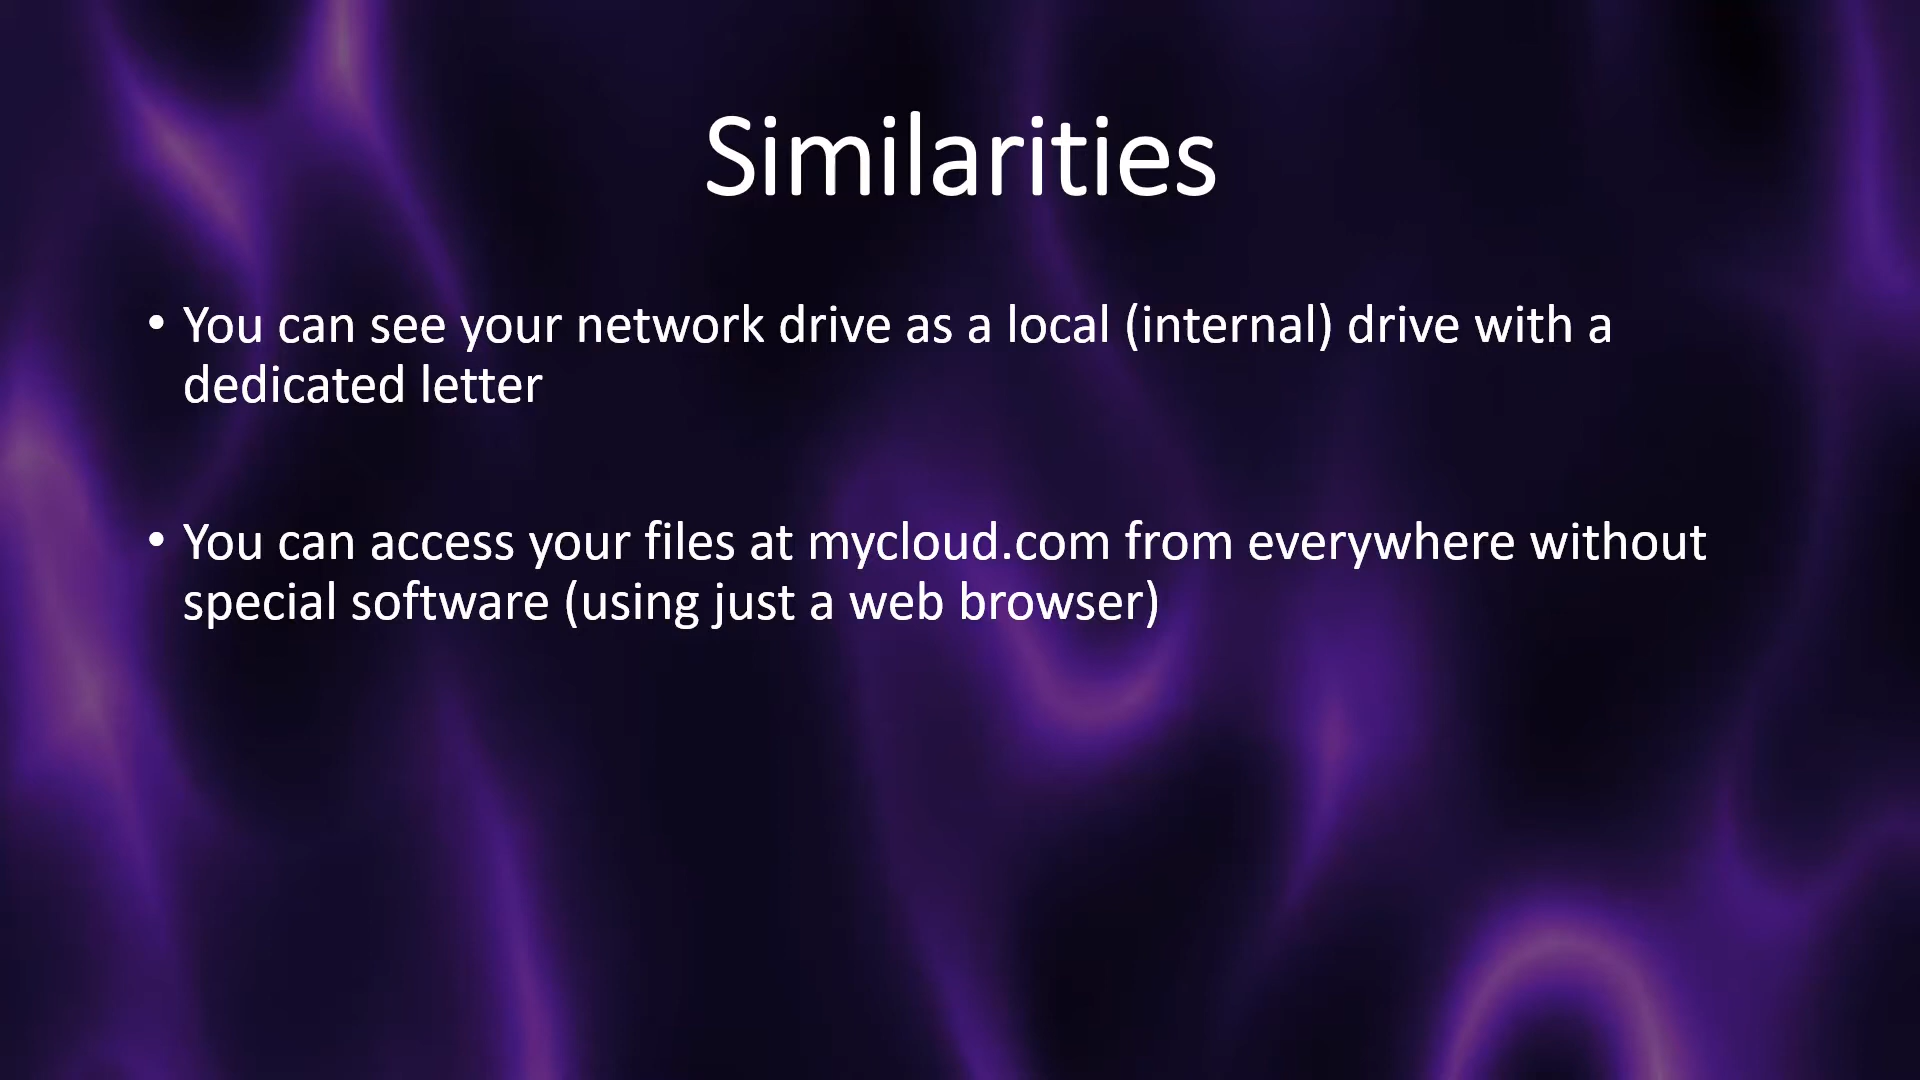 Similarities
• You can see your network drive as a local (internal) drive with a
dedicated letter
• You can access your files at mycloud.com from everywhere without
special software (using just a web browser)